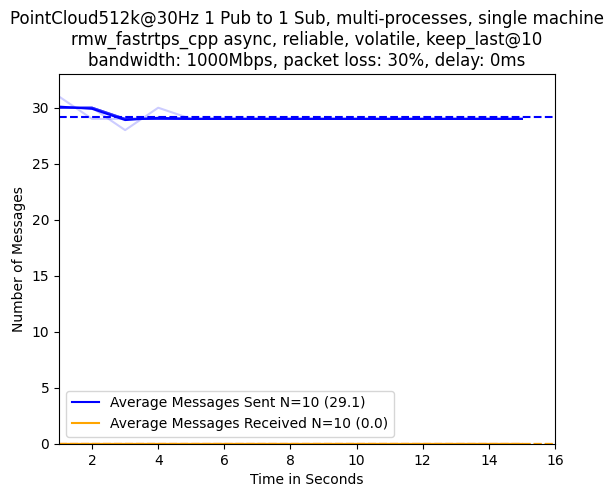 PointCloud512k@30Hz 1 Pub to 1 Sub, multi-processes, single machine
rmw_fastrtps_cpp async, reliable, volatile, keep_last@10
bandwidth: 1000Mbps, packet loss: 30%, delay: 0ms
Number of Messages
30
25
20
15
10
5
0
Average Messages Sent N=10 (29.1)
Average Messages Received N=10 (0.0)
2 4 6 8 10 12 14 16
Time in Seconds